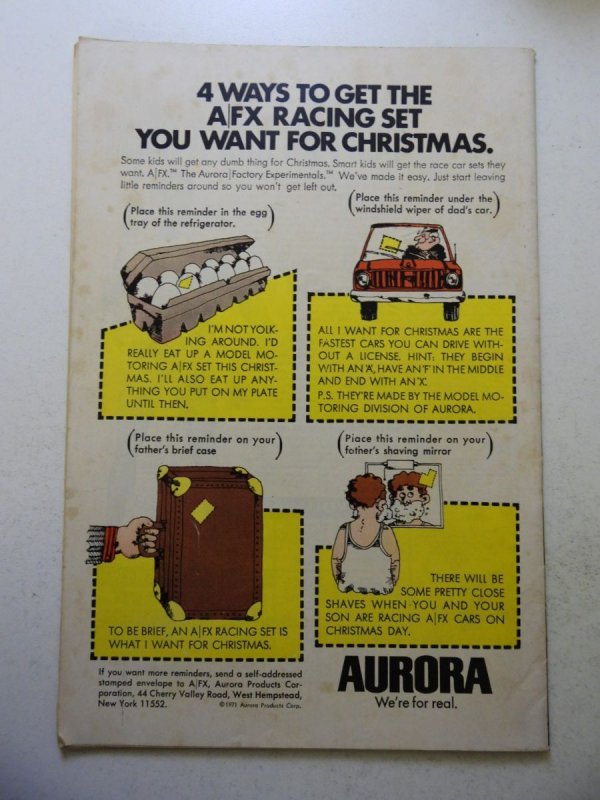 4 WAYS TO GET THE
A|FX RACING SET
YOU WANT FOR CHRISTMAS.
Some kids will get any dumb thing for Christmas. Smart kids will get the race car sets they
want. A|FX.™ The Aurora|Factory Experimentals.™ We've made it easy. Just start leaving
little reminders around so you won't get left out.
(Place this reminder in the egg
tray of the refrigerator.)
I'M NOT YOLK-
ING AROUND. I'D
REALLY EAT UP A MODEL MO-
TORING A|FX SET THIS CHRIST-
MAS. I'LL ALSO EAT UP ANY-
THING YOU PUT ON MY PLATE
UNTIL THEN.
(Place this reminder under the
windshield wiper of dad's car.)
ALL I WANT FOR CHRISTMAS ARE THE
FASTEST CARS YOU CAN DRIVE WITH-
OUT A LICENSE. HINT: THEY BEGIN
WITH AN 'A', HAVE AN 'F' IN THE MIDDLE
AND END WITH AN 'X'.
P.S. THEY'RE MADE BY THE MODEL MO-
TORING DIVISION OF AURORA.
(Place this reminder on your
father's brief case)
TO BE BRIEF, AN A|FX RACING SET IS
WHAT I WANT FOR CHRISTMAS.
(Place this reminder on your
father's shaving mirror)
THERE WILL BE
SOME PRETTY CLOSE
SHAVES WHEN YOU AND YOUR
SON ARE RACING A|FX CARS ON
CHRISTMAS DAY.
If you want more reminders, send a self-addressed
stamped envelope to A|FX, Aurora Products Cor-
poration, 44 Cherry Valley Road, West Hempstead,
New York 11552.
©1971 Aurora Products Corp.
AURORA
We're for real.